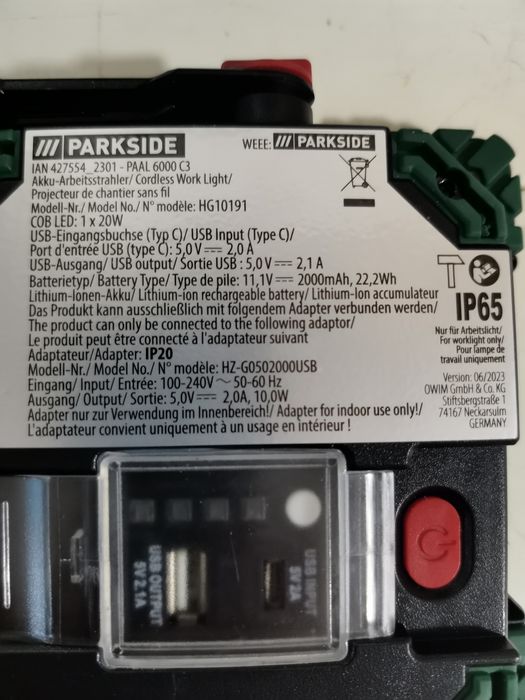 /// PARKSIDE
WEEE: /// PARKSIDE
IAN 427554_2301 - PAAL 6000 C3
Akku-Arbeitsstrahler/ Cordless Work Light/
Projecteur de chantier sans fil
Modell-Nr./ Model No./ N° modèle: HG10191
COB LED: 1 x 20W
USB-Eingangsbuchse (Typ C)/ USB Input (Type C)/
Port d'entrée USB (type C): 5,0V⎓ 2,0 A
USB-Ausgang/ USB output/ Sortie USB : 5,0V⎓ 2,1 A
Batterietyp/ Battery Type/ Type de pile: 11,1V⎓ 2000mAh, 22,2Wh
Lithium-Ionen-Akku/ Lithium-ion rechargeable battery/ Lithium-Ion accumulateur
Das Produkt kann ausschließlich mit folgendem Adapter verbunden werden/
The product can only be connected to the following adaptor/
Le produit peut être connecté à l'adaptateur suivant
Adaptateur/Adapter: IP20
Modell-Nr./ Model No./ N° modèle: HZ-G0502000USB
Eingang/ Input/ Entrée: 100-240V ~ 50-60 Hz
Ausgang/ Output/ Sortie: 5,0V⎓ 2,0A, 10,0W
Adapter nur zur Verwendung im Innenbereich!/ Adapter for indoor use only!/
L'adaptateur convient uniquement à un usage en intérieur !
IP65
Nur für Arbeitslicht/
For worklight only/
Pour lampe de
travail uniquement
Version: 06/2023
OWIM GmbH & Co. KG
Stiftsbergstraße 1
74167 Neckarsulm
GERMANY
USB OUTPUT
5V 2.1A
USB INPUT
5V 2A